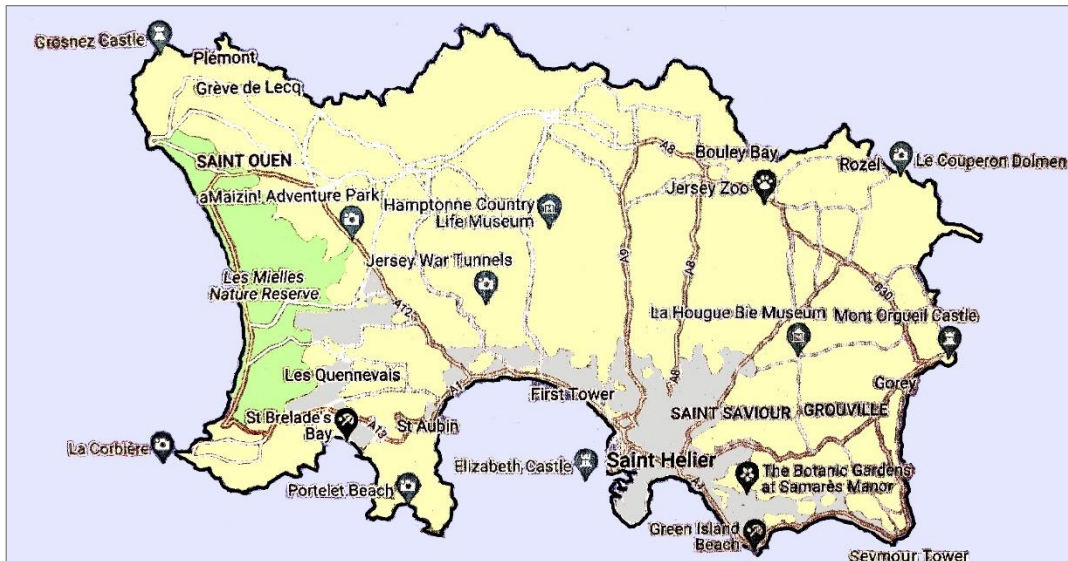 Grosnez Castle
Plémont
Grève de Lecq
SAINT OUEN
aMaizin! Adventure Park
Hamptonne Country
Life Museum
Jersey War Tunnels
Les Mielles
Nature Reserve
A12
A9
A8
A8
A8
Bouley Bay
Jersey Zoo
Rozel
Le Couperon Dolmen
B30
La Hougue Bie Museum
Mont Orgueil Castle
Gorey
Les Quennevais
First Tower
A1
SAINT SAVIOUR
GROUVILLE
St Brelade's
Bay
A13
St Aubin
La Corbière
Portelet Beach
Elizabeth Castle
Saint Helier
The Botanic Gardens
at Samarès Manor
Green Island
Beach
Seymour Tower